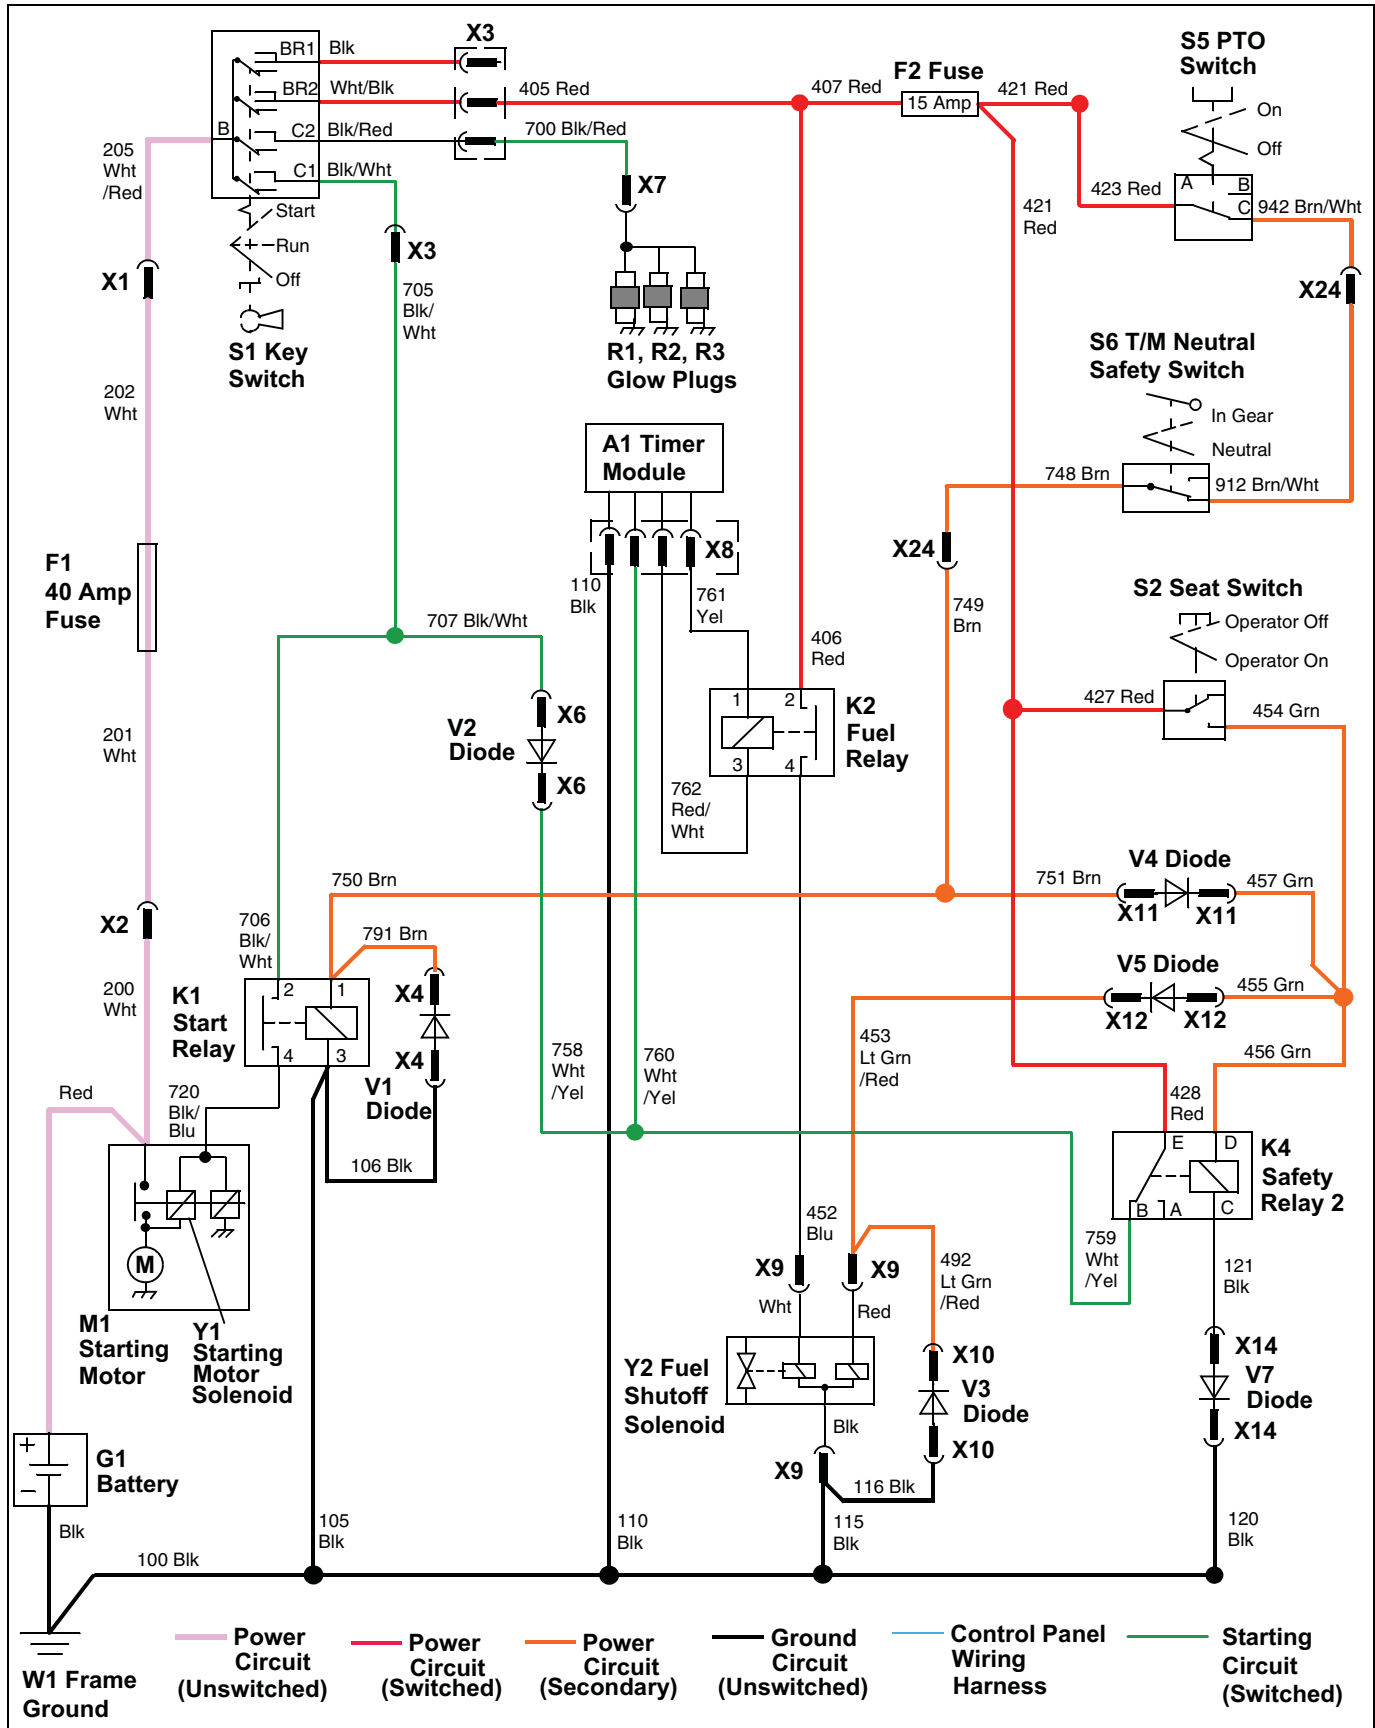 X3
S5 PTO
Switch
BR1
Blk
F2 Fuse
BR2
Wht/Blk
405 Red
407 Red
15 Amp
421 Red
On
Off
B
C2
Blk/Red
700 Blk/Red
205
Wht
/Red
C1
Blk/Wht
X7
423 Red
A
B
C
942 Brn/Wht
421
Red
Start
Run
Off
X3
X1
705
Blk/
Wht
X24
S1 Key
Switch
R1, R2, R3
Glow Plugs
S6 T/M Neutral
Safety Switch
202
Wht
In Gear
Neutral
A1 Timer
Module
748 Brn
912 Brn/Wht
X8
X24
F1
40 Amp
Fuse
110
Blk
761
Yel
S2 Seat Switch
749
Brn
707 Blk/Wht
Operator Off
Operator On
406
Red
427 Red
454 Grn
V2
Diode
X6
X6
1
2
3
4
K2
Fuel
Relay
201
Wht
762
Red/
Wht
V4 Diode
750 Brn
751 Brn
457 Grn
X11
X11
X2
706
Blk/
Wht
791 Brn
V5 Diode
455 Grn
X12
X12
200
Wht
K1
Start
Relay
2
1
4
3
X4
X4
V1
Diode
453
Lt Grn
/Red
456 Grn
758
Wht
/Yel
760
Wht
/Yel
Red
720
Blk/
Blu
428
Red
106 Blk
E
D
B
A
C
K4
Safety
Relay 2
452
Blu
759
Wht
/Yel
121
Blk
M
X9
X9
492
Lt Grn
/Red
Wht
Red
M1
Starting
Motor
Y1
Starting
Motor
Solenoid
Y2 Fuel
Shutoff
Solenoid
X10
V3
Diode
X10
X14
V7
Diode
X14
Blk
+
−
G1
Battery
X9
116 Blk
Blk
105
Blk
110
Blk
115
Blk
120
Blk
100 Blk
W1 Frame
Ground
Power
Circuit
(Unswitched)
Power
Circuit
(Switched)
Power
Circuit
(Secondary)
Ground
Circuit
(Unswitched)
Control Panel
Wiring
Harness
Starting
Circuit
(Switched)